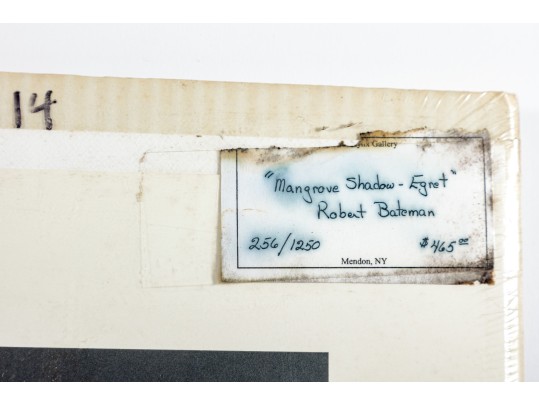 14
Gallery
"Mangrove Shadow - Egret"
Robert Bateman
256/1250 $465.00
Mendon, NY